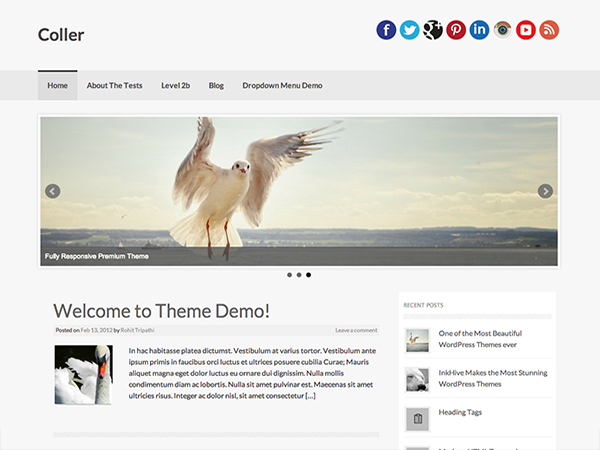 Coller
Home About The Tests Level 2b Blog Dropdown Menu Demo
Fully Responsive Premium Theme
Welcome to Theme Demo!
Posted on Feb 13, 2012 by Rohit Tripathi
Leave a comment
In hac habitasse platea dictumst. Vestibulum at varius tortor. Vestibulum ante
ipsum primis in faucibus orci luctus et ultrices posuere cubilia Curae; Mauris
aliquet magna eget dolor luctus eu ornare dui dignissim. Nulla mollis
condimentum diam ac lobortis. Nulla sit amet pulvinar est. Maecenas sit amet
ultricies risus. Integer ac dolor nisl, sit amet consectetur […]
RECENT POSTS
One of the Most Beautiful
WordPress Themes ever
InkHive Makes the Most Stunning
WordPress Themes
Heading Tags